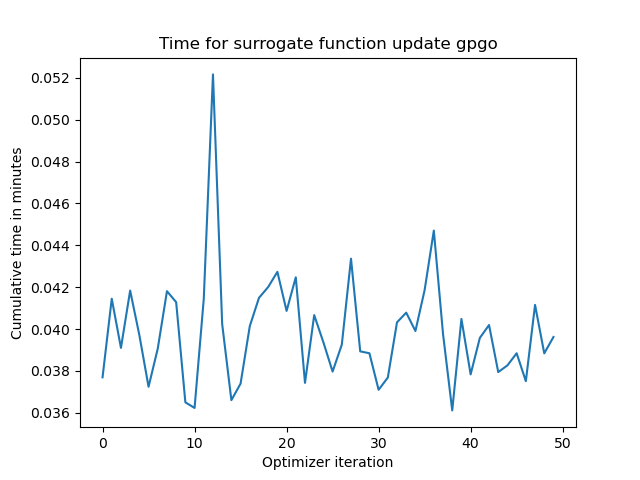 Time for surrogate function update gpgo
0.052
0.050
0.048
0.046
0.044
0.042
0.040
0.038
0.036
Cumulative time in minutes
0 10 20 30 40 50
Optimizer iteration